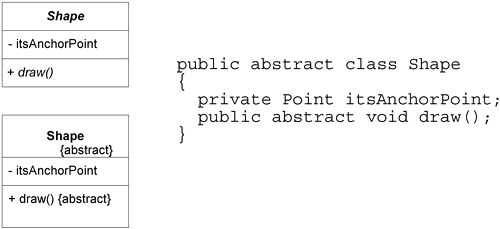 Shape
- itsAnchorPoint
+ draw()
Shape
{abstract}
- itsAnchorPoint
+ draw() {abstract}
public abstract class Shape
{
private Point itsAnchorPoint;
public abstract void draw();
}